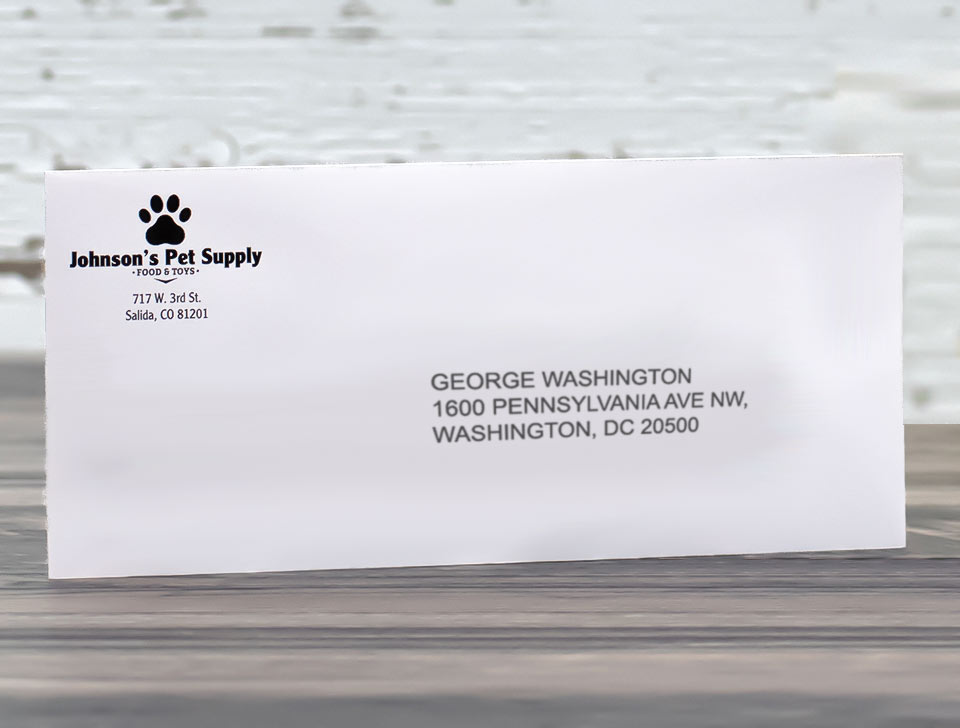 Johnson's Pet Supply
•FOOD & TOYS•
717 W. 3rd St.
Salida, CO 81201
GEORGE WASHINGTON
1600 PENNSYLVANIA AVE NW,
WASHINGTON, DC 20500